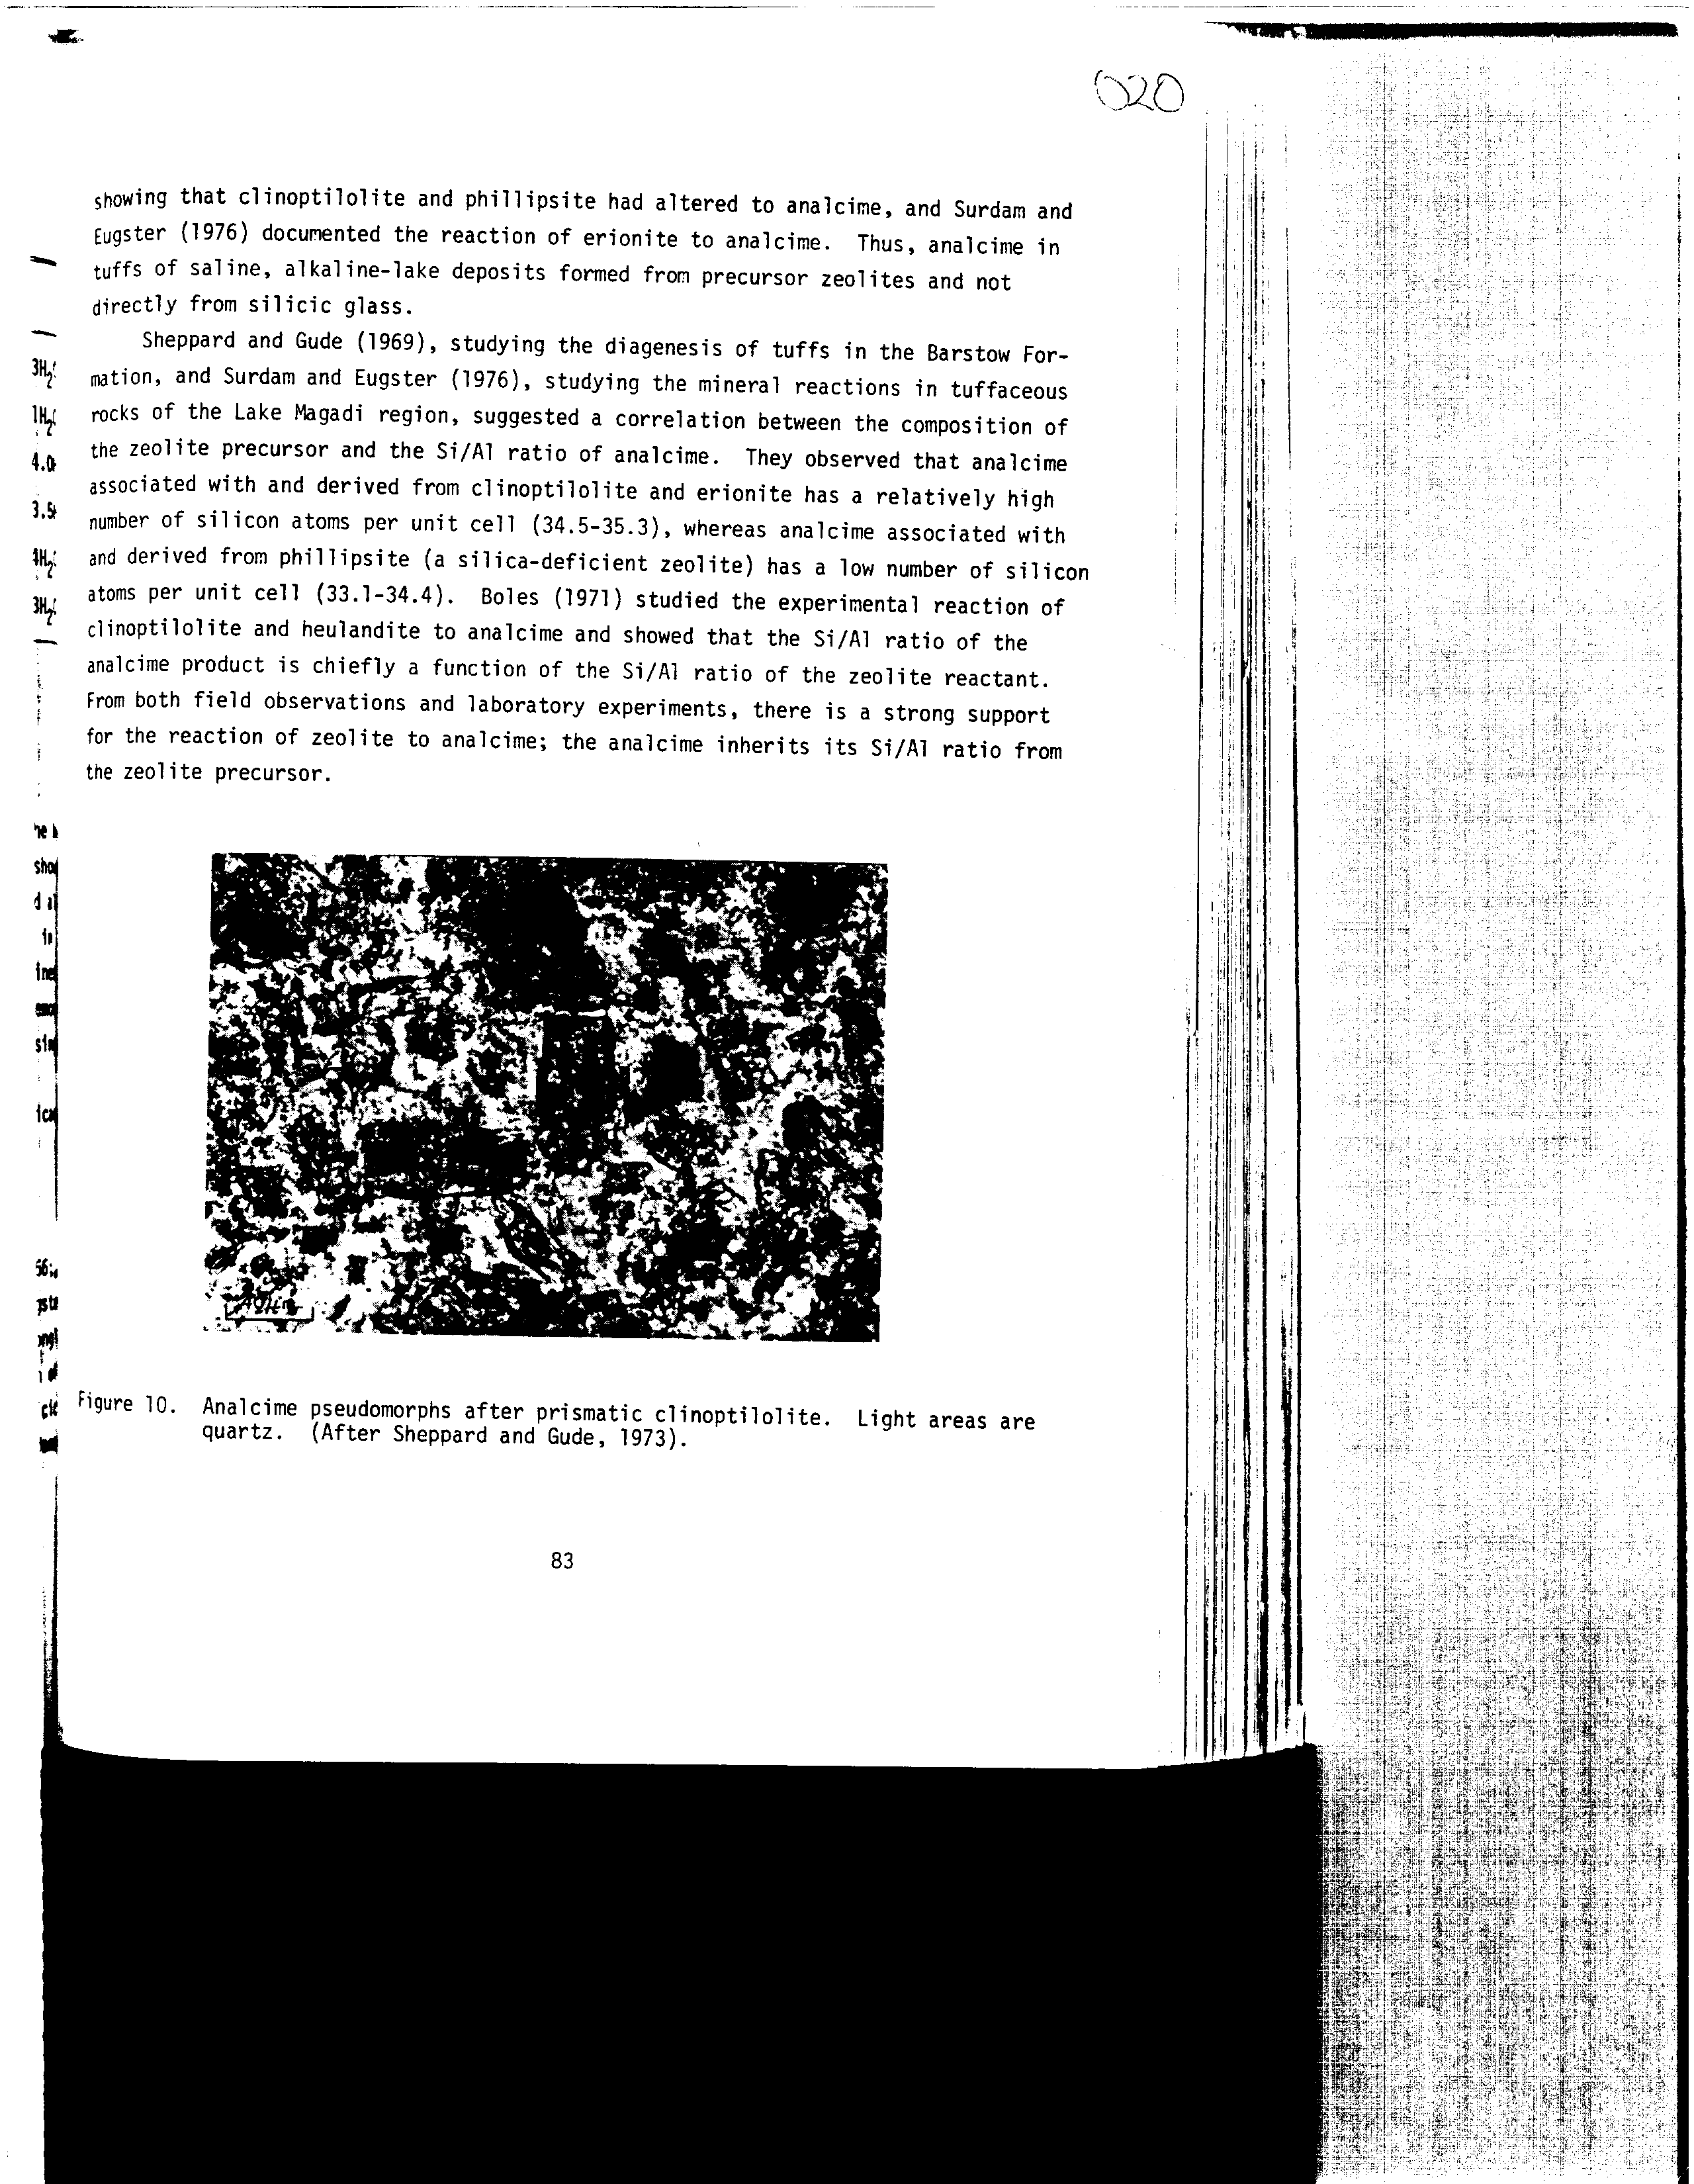 020
showing that clinoptilolite and phillipsite had altered to analcime, and Surdam and
Eugster (1976) documented the reaction of erionite to analcime. Thus, analcime in
tuffs of saline, alkaline-lake deposits formed from precursor zeolites and not
directly from silicic glass.
Sheppard and Gude (1969), studying the diagenesis of tuffs in the Barstow For-
mation, and Surdam and Eugster (1976), studying the mineral reactions in tuffaceous
rocks of the Lake Magadi region, suggested a correlation between the composition of
the zeolite precursor and the Si/Al ratio of analcime. They observed that analcime
associated with and derived from clinoptilolite and erionite has a relatively high
number of silicon atoms per unit cell (34.5-35.3), whereas analcime associated with
and derived from phillipsite (a silica-deficient zeolite) has a low number of silicon
atoms per unit cell (33.1-34.4). Boles (1971) studied the experimental reaction of
clinoptilolite and heulandite to analcime and showed that the Si/Al ratio of the
analcime product is chiefly a function of the Si/Al ratio of the zeolite reactant.
From both field observations and laboratory experiments, there is a strong support
for the reaction of zeolite to analcime; the analcime inherits its Si/Al ratio from
the zeolite precursor.
Figure 10. Analcime pseudomorphs after prismatic clinoptilolite. Light areas are
quartz. (After Sheppard and Gude, 1973).
83